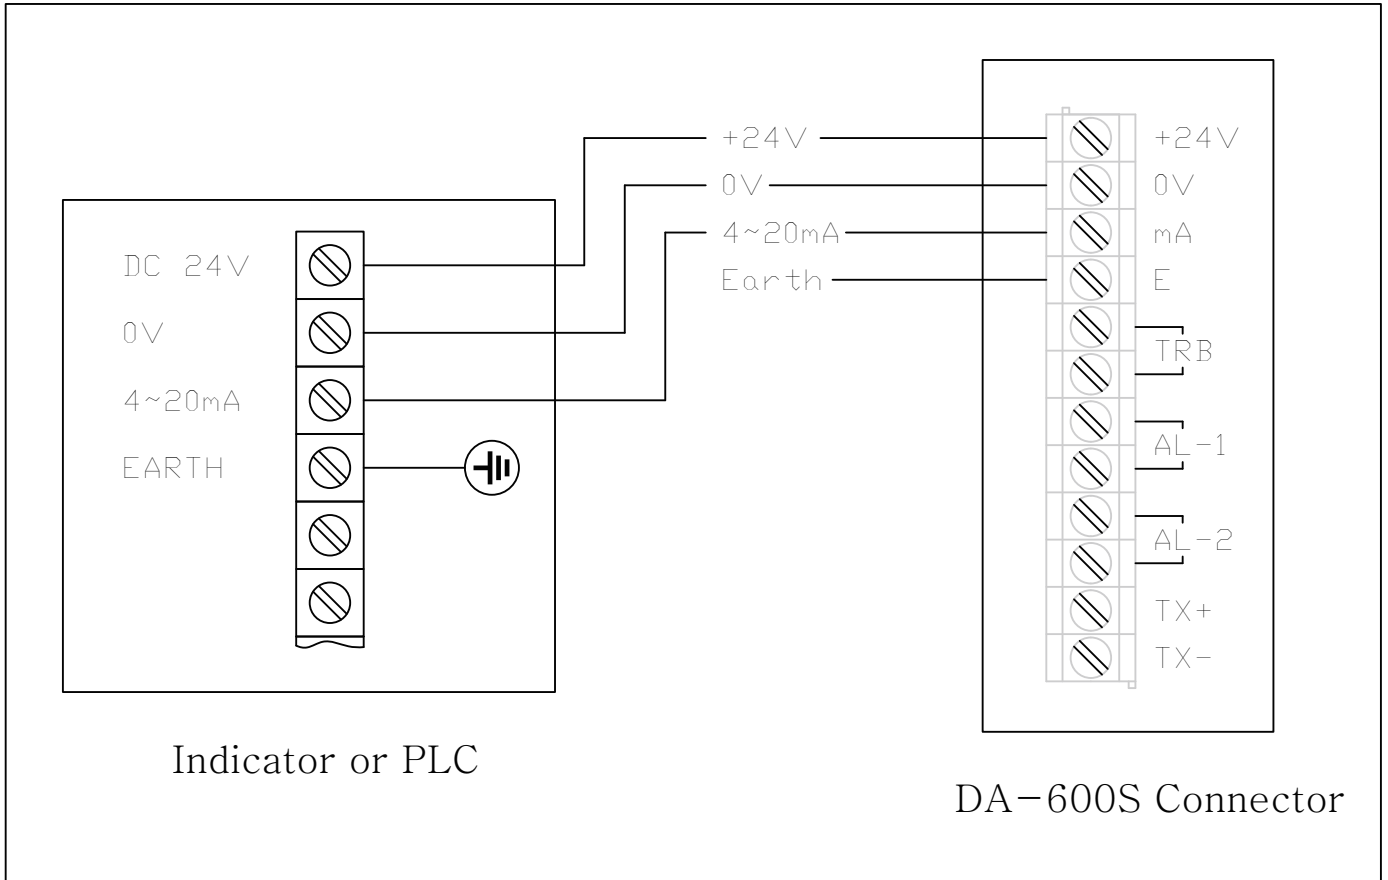 DC 24V
0V
4~20mA
EARTH
Indicator or PLC
+24V
0V
4~20mA
Earth
+24V
0V
mA
E
TRB
AL-1
AL-2
TX+
TX-
DA-600S Connector